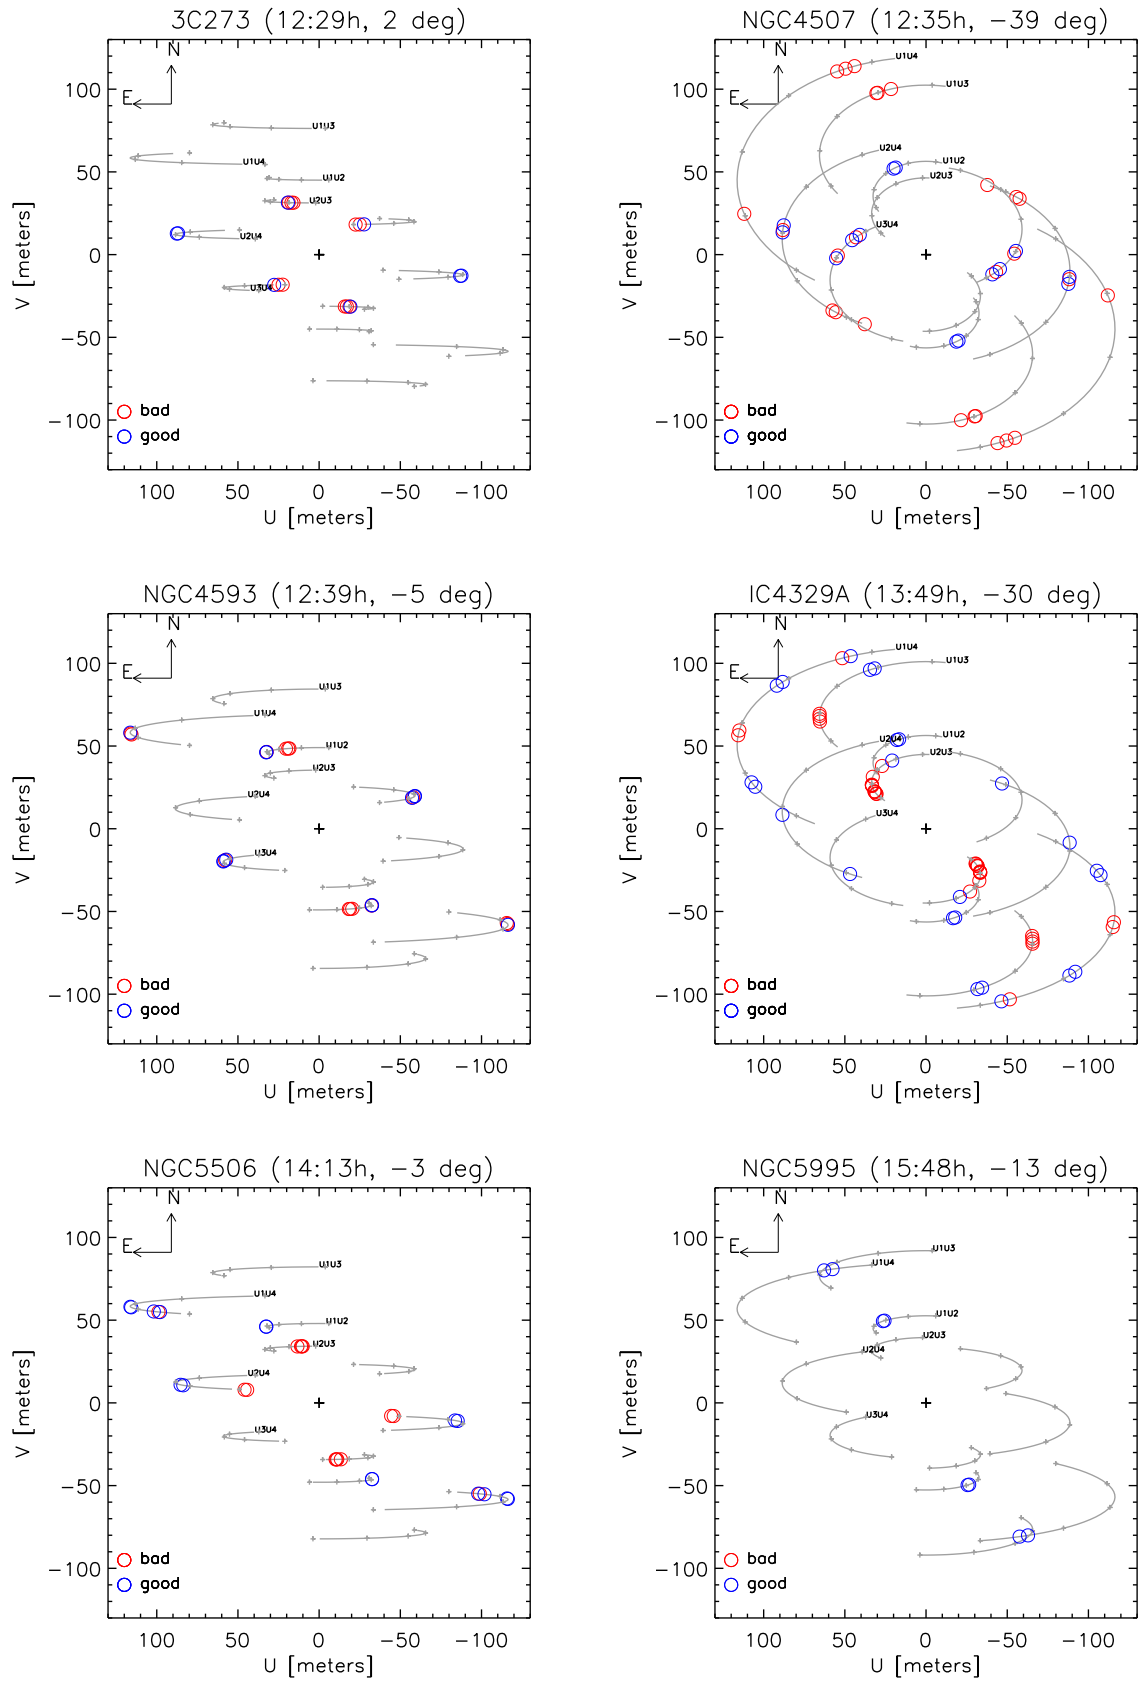 3C273 (12:29h, 2 deg)
N
E
U1U3
U1U4
U1U2
U2U3
U2U4
U3U4
bad
good
100
50
0
−50
−100
V [meters]
100 50 0 −50 −100
U [meters]
NGC4507 (12:35h, −39 deg)
N
E
U1U4
U1U3
U2U4
U1U2
U2U3
U3U4
bad
good
100
50
0
−50
−100
V [meters]
100 50 0 −50 −100
U [meters]
NGC4593 (12:39h, −5 deg)
N
E
U1U3
U1U4
U1U2
U2U3
U2U4
U3U4
bad
good
100
50
0
−50
−100
V [meters]
100 50 0 −50 −100
U [meters]
IC4329A (13:49h, −30 deg)
N
E
U1U4
U1U3
U2U4 U1U2
U2U3
U3U4
bad
good
100
50
0
−50
−100
V [meters]
100 50 0 −50 −100
U [meters]
NGC5506 (14:13h, −3 deg)
N
E
U1U3
U1U4
U1U2
U2U3
U2U4
U3U4
bad
good
100
50
0
−50
−100
V [meters]
100 50 0 −50 −100
U [meters]
NGC5995 (15:48h, −13 deg)
N
E
U1U3
U1U4
U1U2
U2U3
U2U4
U3U4
bad
good
100
50
0
−50
−100
V [meters]
100 50 0 −50 −100
U [meters]